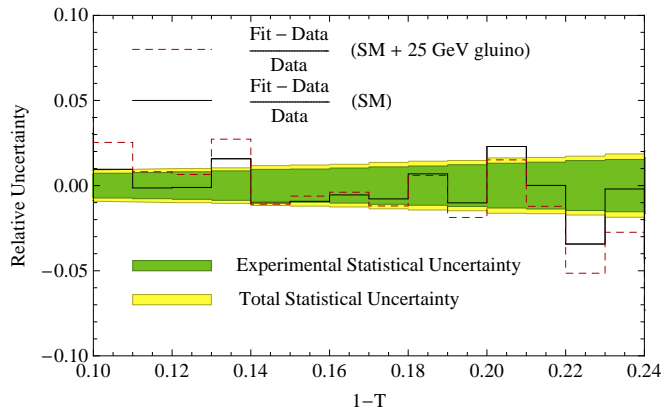 0.10
0.05
0.00
−0.05
−0.10
Relative Uncertainty
Fit − Data
Data
(SM + 25 GeV gluino)
Fit − Data
Data
(SM)
Experimental Statistical Uncertainty
Total Statistical Uncertainty
0.10 0.12 0.14 0.16 0.18 0.20 0.22 0.24
1−T